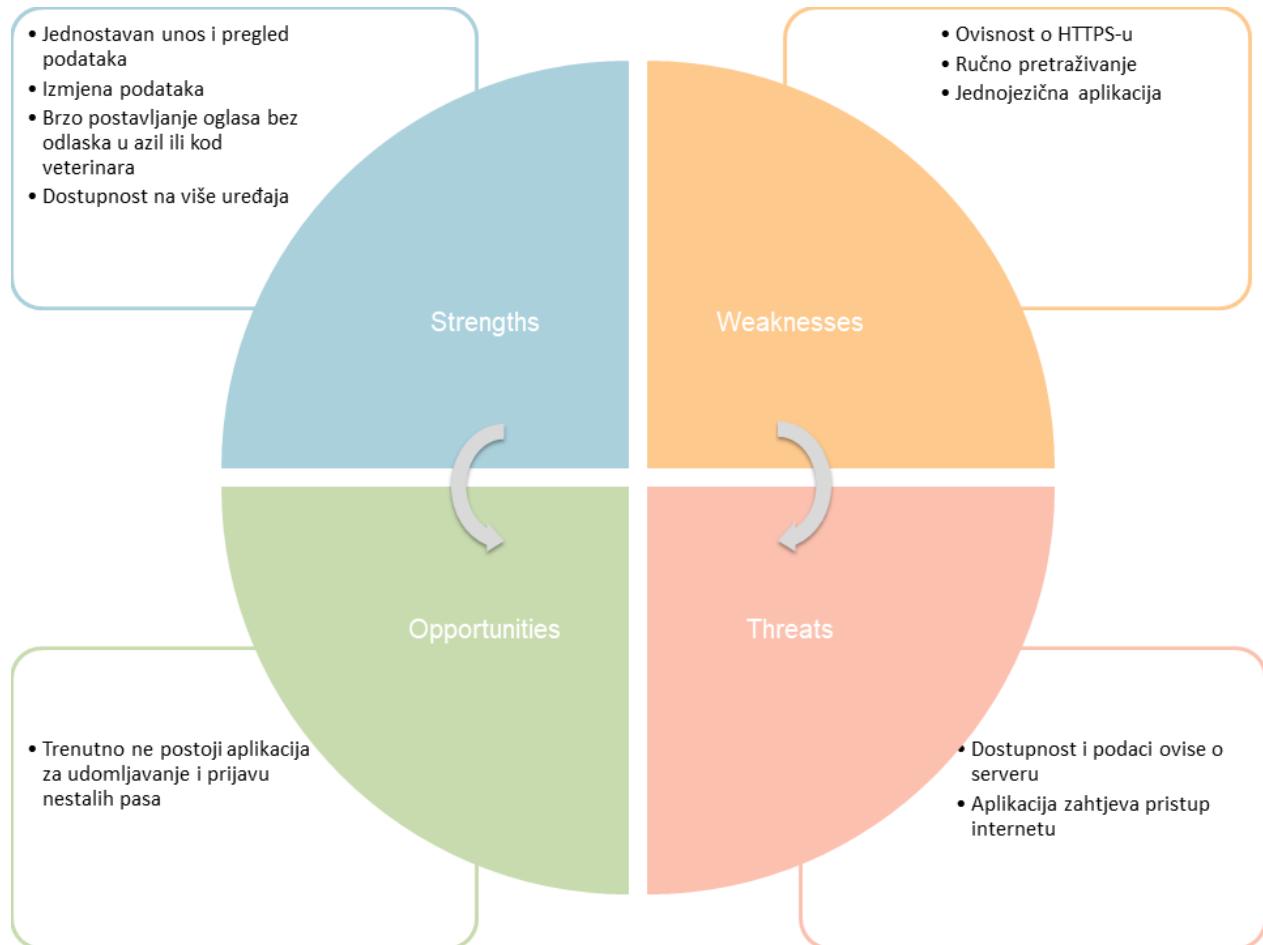 • Jednostavan unos i pregled
podataka
• Izmjena podataka
• Brzo postavljanje oglasa bez
odlaska u azil ili kod
veterinara
• Dostupnost na više uređaja
• Ovisnost o HTTPS-u
• Ručno pretraživanje
• Jednojezična aplikacija
Strengths
Weaknesses
Opportunities
Threats
• Trenutno ne postoji aplikacija
za udomljavanje i prijavu
nestalih pasa
• Dostupnost i podaci ovise o
serveru
• Aplikacija zahtjeva pristup
internetu